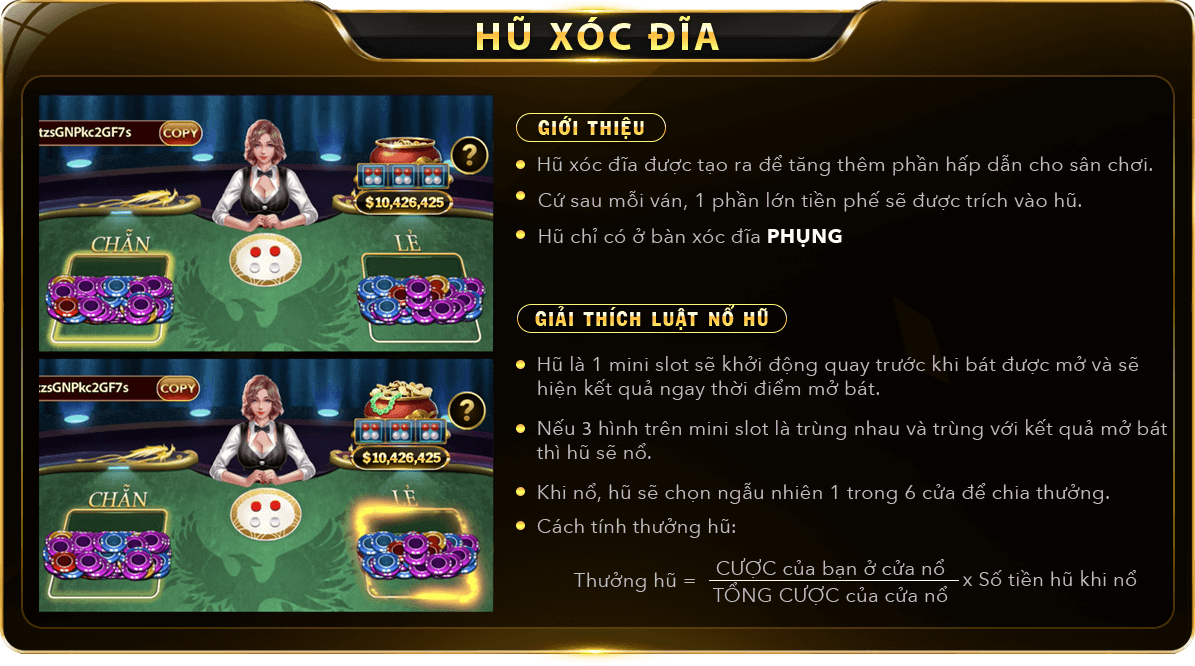 HŨ XÓC ĐĨA
tzsGNPkc2GF7s
COPY
?
$10,426,425
CHẴN
LẺ
zsGNPkc2GF7s
COPY
?
$10,426,425
CHẴN
LẺ
GIỚI THIỆU
Hũ xóc đĩa được tạo ra để tăng thêm phần hấp dẫn cho sân chơi.
Cứ sau mỗi ván, 1 phần lớn tiền phế sẽ được trích vào hũ.
Hũ chỉ có ở bàn xóc đĩa PHỤNG
GIẢI THÍCH LUẬT NỔ HŨ
Hũ là 1 mini slot sẽ khởi động quay trước khi bát được mở và sẽ
hiện kết quả ngay thời điểm mở bát.
Nếu 3 hình trên mini slot là trùng nhau và trùng với kết quả mở bát
thì hũ sẽ nổ.
Khi nổ, hũ sẽ chọn ngẫu nhiên 1 trong 6 cửa để chia thưởng.
Cách tính thưởng hũ:
CƯỢC của bạn ở cửa nổ
Thưởng hũ = x Số tiền hũ khi nổ
TỔNG CƯỢC của cửa nổ